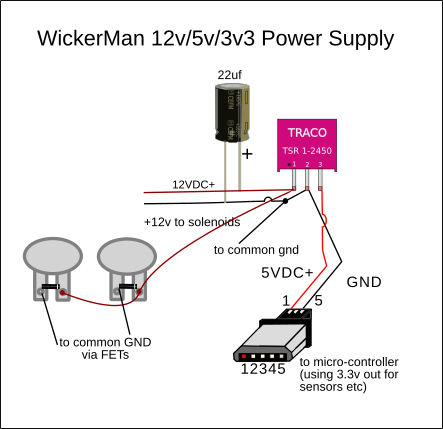 WickerMan 12v/5v/3v3 Power Supply
22uf
TRACO
TSR 1-2450
1 2 3
+
12VDC+
+12v to solenoids
to common gnd
5VDC+
GND
1 5
to common GND
via FETs
12345
to micro-controller
(using 3.3v out for
sensors etc)